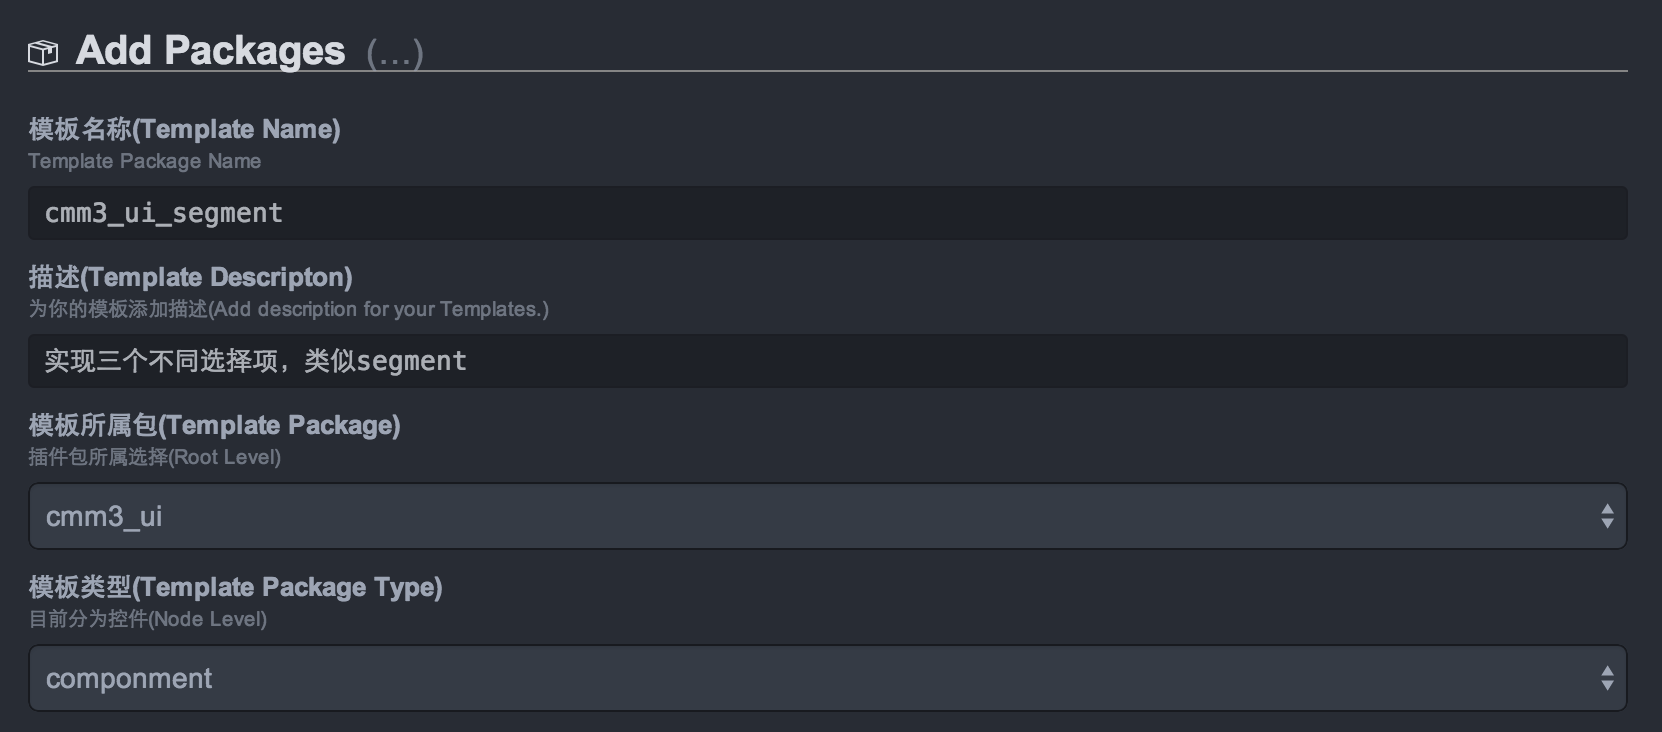 Add Packages (...)
模板名称(Template Name)
Template Package Name
cmm3_ui_segment
描述(Template Descripton)
为你的模板添加描述(Add description for your Templates.)
实现三个不同选择项，类似segment
模板所属包(Template Package)
插件包所属选择(Root Level)
cmm3_ui
模板类型(Template Package Type)
目前分为控件(Node Level)
componment